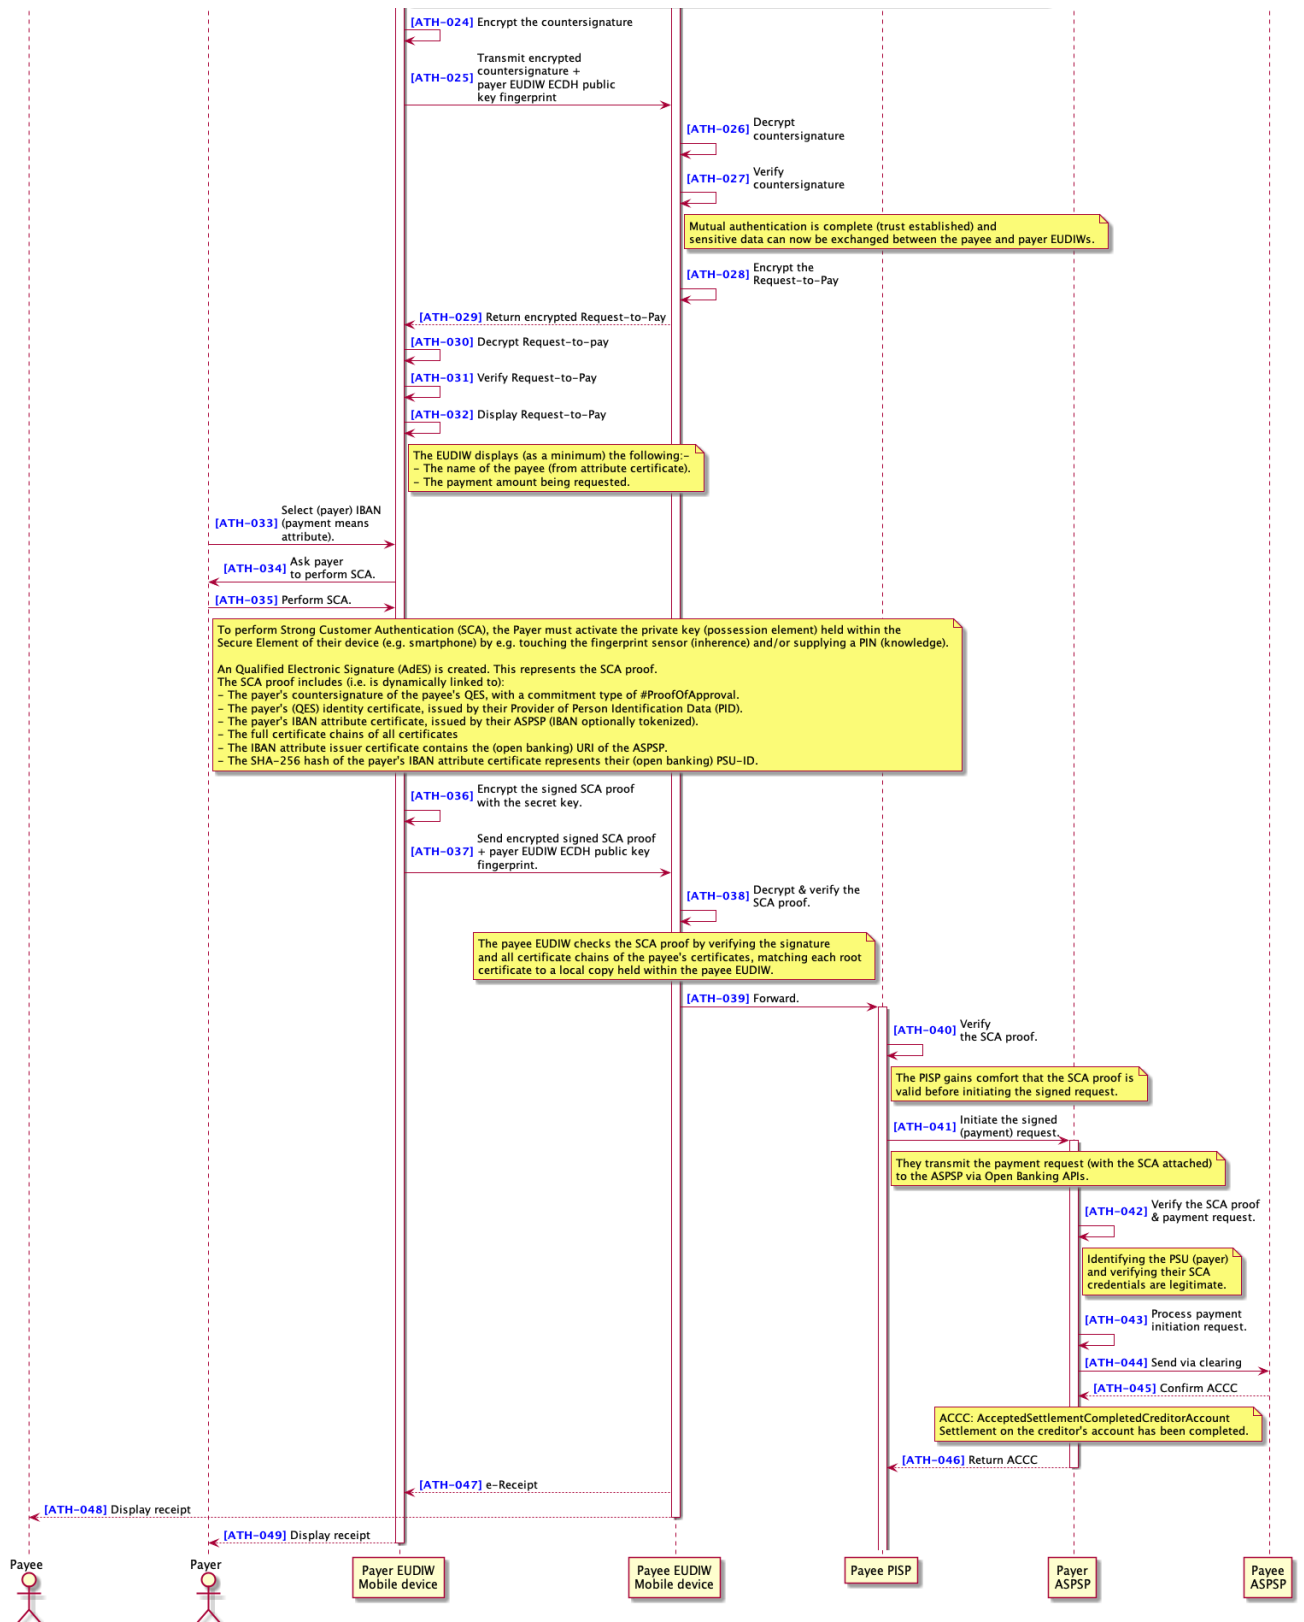 [ATH-024] Encrypt the countersignature
Transmit encrypted
countersignature +
[ATH-025] payer EUDIW ECDH public
key fingerprint
[ATH-026] Decrypt
countersignature
[ATH-027] Verify
countersignature
Mutual authentication is complete (trust established) and
sensitive data can now be exchanged between the payee and payer EUDIWs.
[ATH-028] Encrypt the
Request-to-Pay
[ATH-029] Return encrypted Request-to-Pay
[ATH-030] Decrypt Request-to-pay
[ATH-031] Verify Request-to-Pay
[ATH-032] Display Request-to-Pay
The EUDIW displays (as a minimum) the following:-
- The name of the payee (from attribute certificate).
- The payment amount being requested.
Select (payer) IBAN
[ATH-033] (payment means
attribute).
[ATH-034] Ask payer
to perform SCA.
[ATH-035] Perform SCA.
To perform Strong Customer Authentication (SCA), the Payer must activate the private key (possession element) held within the
Secure Element of their device (e.g. smartphone) by e.g. touching the fingerprint sensor (inherence) and/or supplying a PIN (knowledge).
An Qualified Electronic Signature (AdES) is created. This represents the SCA proof.
The SCA proof includes (i.e. is dynamically linked to):
- The payer's countersignature of the payee's QES, with a commitment type of #ProofOfApproval.
- The payer's (QES) identity certificate, issued by their Provider of Person Identification Data (PID).
- The payer's IBAN attribute certificate, issued by their ASPSP (IBAN optionally tokenized).
- The full certificate chains of all certificates
- The IBAN attribute issuer certificate contains the (open banking) URI of the ASPSP.
- The SHA-256 hash of the payer's IBAN attribute certificate represents their (open banking) PSU-ID.
[ATH-036] Encrypt the signed SCA proof
with the secret key.
Send encrypted signed SCA proof
[ATH-037] + payer EUDIW ECDH public key
fingerprint.
[ATH-038] Decrypt & verify the
SCA proof.
The payee EUDIW checks the SCA proof by verifying the signature
and all certificate chains of the payee's certificates, matching each root
certificate to a local copy held within the payee EUDIW.
[ATH-039] Forward.
[ATH-040] Verify
the SCA proof.
The PISP gains comfort that the SCA proof is
valid before initiating the signed request.
[ATH-041] Initiate the signed
(payment) request.
They transmit the payment request (with the SCA attached)
to the ASPSP via Open Banking APIs.
[ATH-042] Verify the SCA proof
& payment request.
Identifying the PSU (payer)
and verifying their SCA
credentials are legitimate.
[ATH-043] Process payment
initiation request.
[ATH-044] Send via clearing
[ATH-045] Confirm ACCC
ACCC: AcceptedSettlementCompletedCreditorAccount
Settlement on the creditor's account has been completed.
[ATH-046] Return ACCC
[ATH-047] e-Receipt
[ATH-048] Display receipt
[ATH-049] Display receipt
Payee
Payer
Payer EUDIW
Mobile device
Payee EUDIW
Mobile device
Payee PISP
Payer
ASPSP
Payee
ASPSP